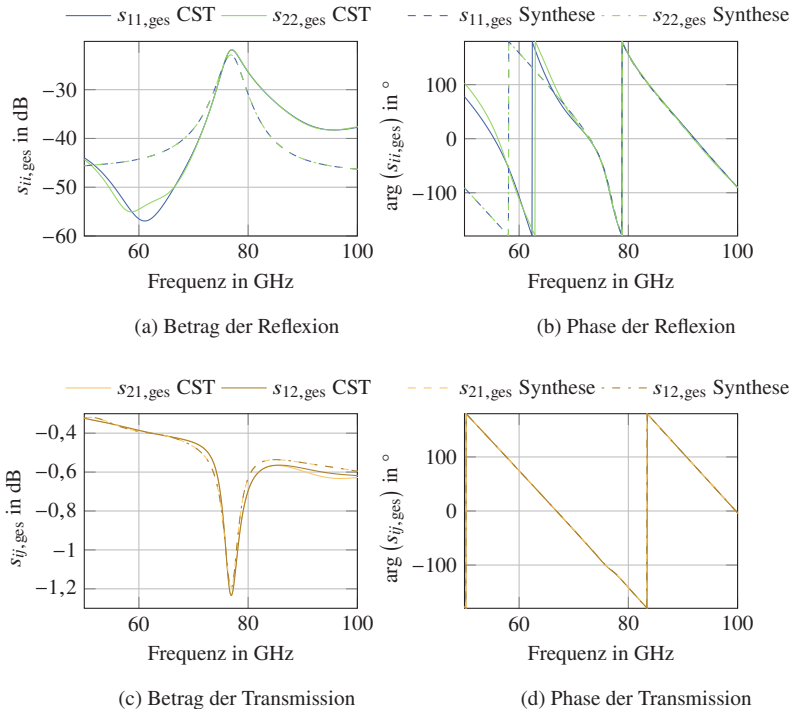 s11,ges CST s22,ges CST s11,ges Synthese s22,ges Synthese
sii,ges in dB
−30
−40
−50
−60
60 80 100
Frequenz in GHz
(a) Betrag der Reflexion
arg (sii,ges) in °
100
0
−100
60 80 100
Frequenz in GHz
(b) Phase der Reflexion
s21,ges CST s12,ges CST s21,ges Synthese s12,ges Synthese
sij,ges in dB
−0,4
−0,6
−0,8
−1
−1,2
60 80 100
Frequenz in GHz
(c) Betrag der Transmission
arg (sij,ges) in °
100
0
−100
60 80 100
Frequenz in GHz
(d) Phase der Transmission